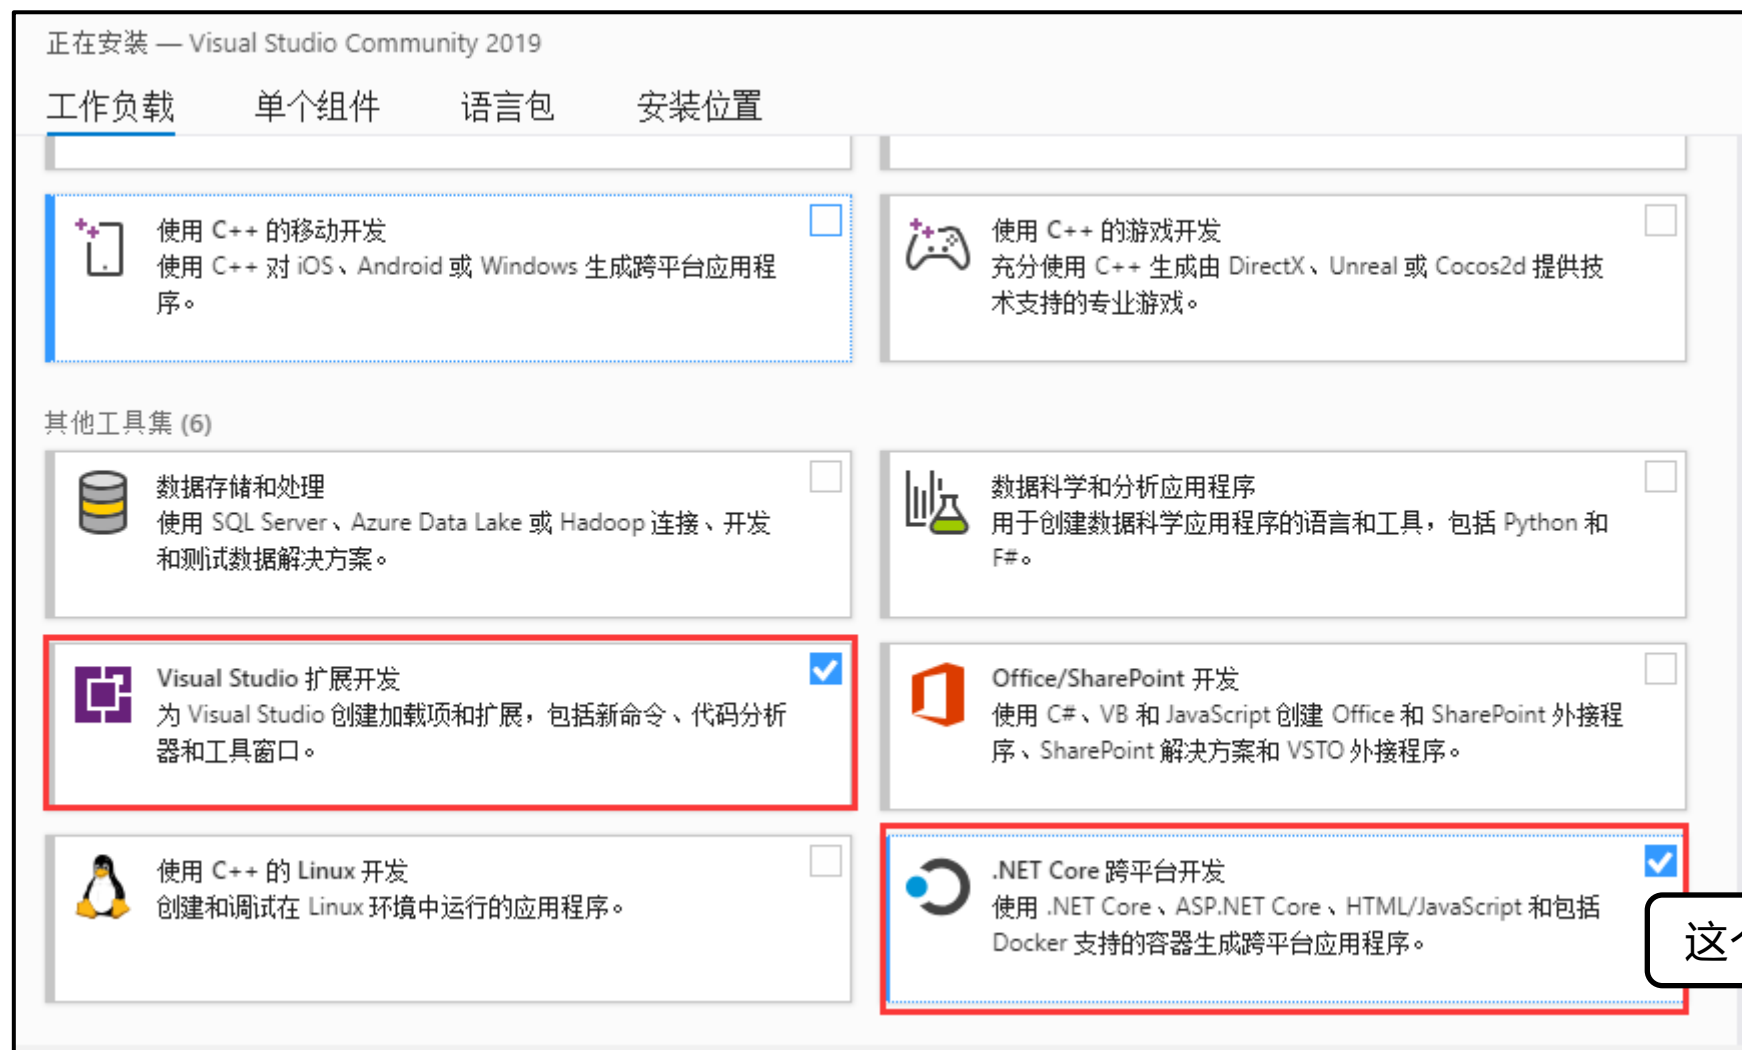 正在安装 — Visual Studio Community 2019
工作负载 单个组件 语言包 安装位置
使用 C++ 的移动开发
使用 C++ 对 iOS、Android 或 Windows 生成跨平台应用程
序。
使用 C++ 的游戏开发
充分使用 C++ 生成由 DirectX、Unreal 或 Cocos2d 提供技
术支持的专业游戏。
其他工具集 (6)
数据存储和处理
使用 SQL Server、Azure Data Lake 或 Hadoop 连接、开发
和测试数据解决方案。
数据科学和分析应用程序
用于创建数据科学应用程序的语言和工具，包括 Python 和
F#。
Visual Studio 扩展开发
为 Visual Studio 创建加载项和扩展，包括新命令、代码分析
器和工具窗口。
Office/SharePoint 开发
使用 C#、VB 和 JavaScript 创建 Office 和 SharePoint 外接程
序、SharePoint 解决方案和 VSTO 外接程序。
使用 C++ 的 Linux 开发
创建和调试在 Linux 环境中运行的应用程序。
.NET Core 跨平台开发
使用 .NET Core、ASP.NET Core、HTML/JavaScript 和包括
Docker 支持的容器生成跨平台应用程序。
这